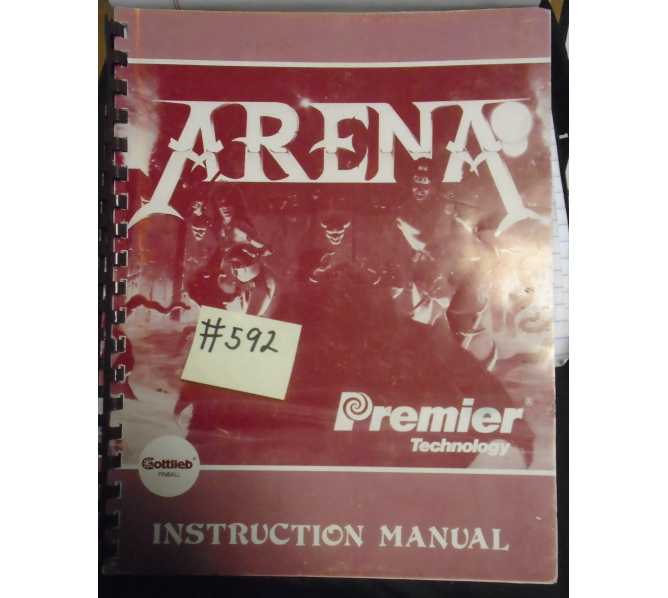 ARENA
#592
Premier®
Technology
Gottlieb®
PINBALL
INSTRUCTION MANUAL